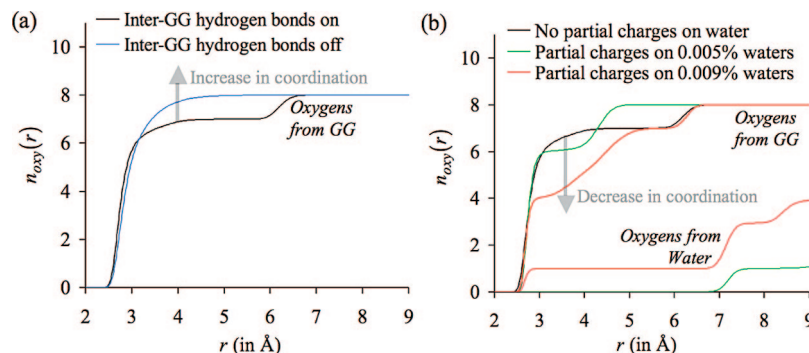 (a)
Inter-GG hydrogen bonds on
Inter-GG hydrogen bonds off
Increase in coordination
Oxygens
from GG
n_oxy(r)
10
8
6
4
2
0
2 3 4 5 6 7 8 9
r (in Å)
(b)
No partial charges on water
Partial charges on 0.005% waters
Partial charges on 0.009% waters
Oxygens
from GG
Decrease in coordination
Oxygens from
Water
n_oxy(r)
10
8
6
4
2
0
2 3 4 5 6 7 8 9
r (in Å)